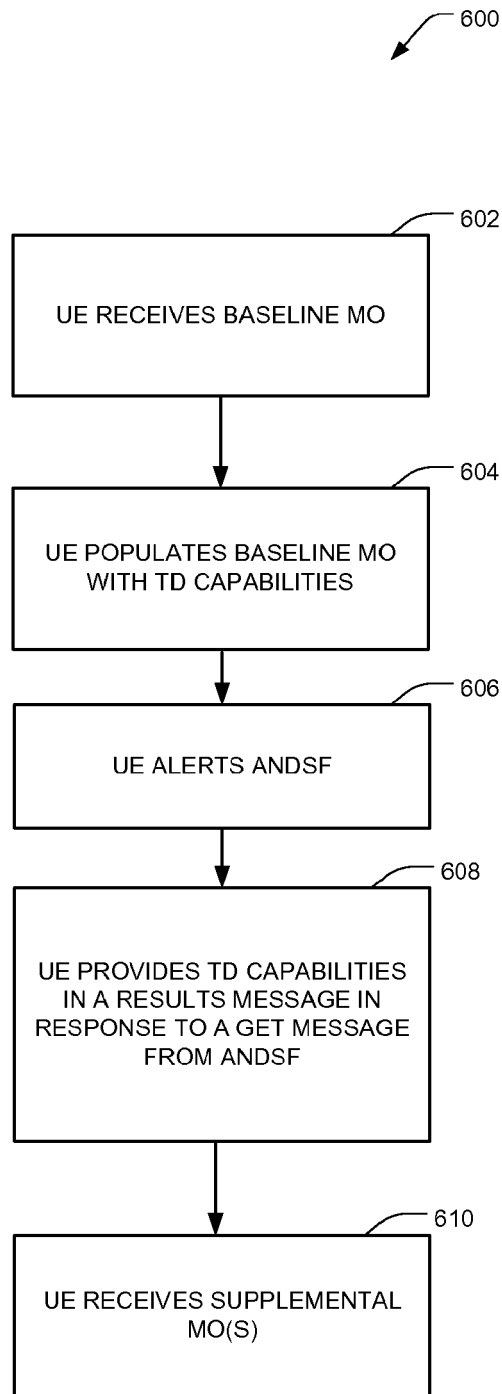 600
602
UE RECEIVES BASELINE MO
604
UE POPULATES BASELINE MO
WITH TD CAPABILITIES
606
UE ALERTS ANDSF
608
UE PROVIDES TD CAPABILITIES
IN A RESULTS MESSAGE IN
RESPONSE TO A GET MESSAGE
FROM ANDSF
610
UE RECEIVES SUPPLEMENTAL
MO(S)